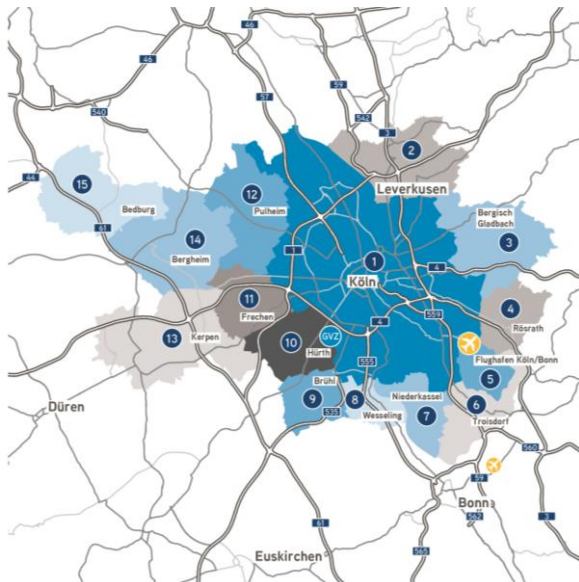 46
46
57
59
540
542
3
2
Leverkusen
44
15
12
Bedburg
Pulheim
61
14
Bergheim
Bergisch
Gladbach
3
1
1
Köln
4
11
Frechen
4
Rösrath
13
Kerpen
10
GVZ
Hürth
4
559
555
Flughafen Köln/Bonn
5
Brühl
9
8
Wesseling
535
Niederkassel
7
6
Troisdorf
Düren
560
59
Bonn
562
3
61
565
Euskirchen